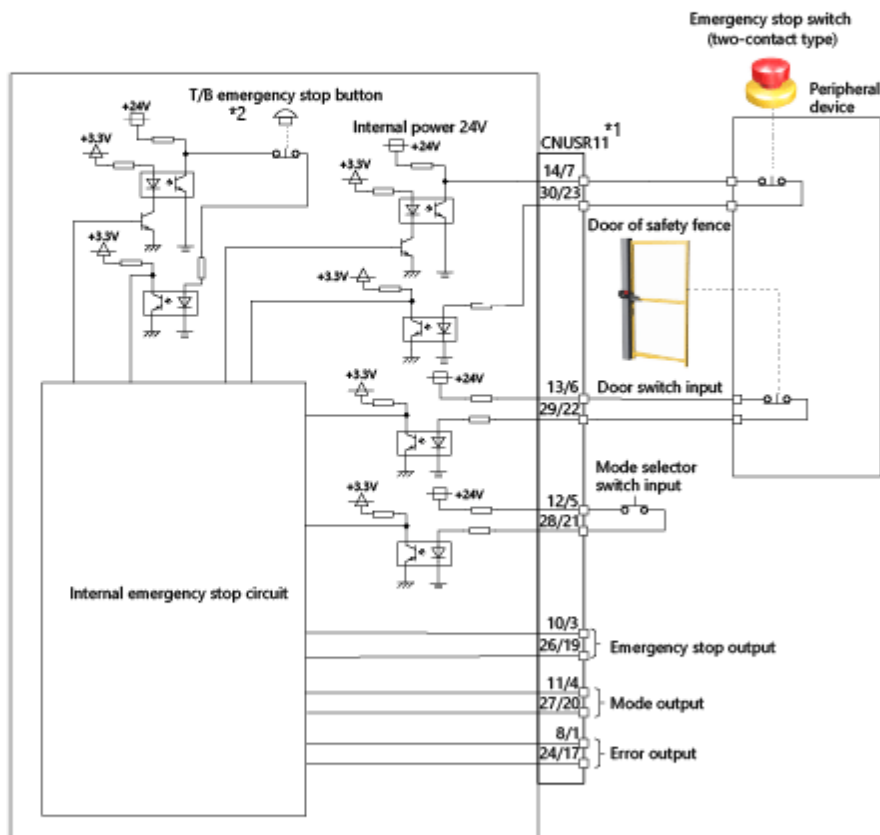 Emergency stop switch
(two-contact type)
Peripheral
device
T/B emergency stop button
*2
+24V
+3.3V
Internal power 24V
+24V
+3.3V
CNUSR11
*1
14/7
30/23
+3.3V
+3.3V
Door of safety fence
+24V
13/6
Door switch input
29/22
+3.3V
Mode selector
switch input
+3.3V
+24V
12/5
28/21
Internal emergency stop circuit
10/3
26/19
Emergency stop output
11/4
27/20
Mode output
8/1
24/17
Error output